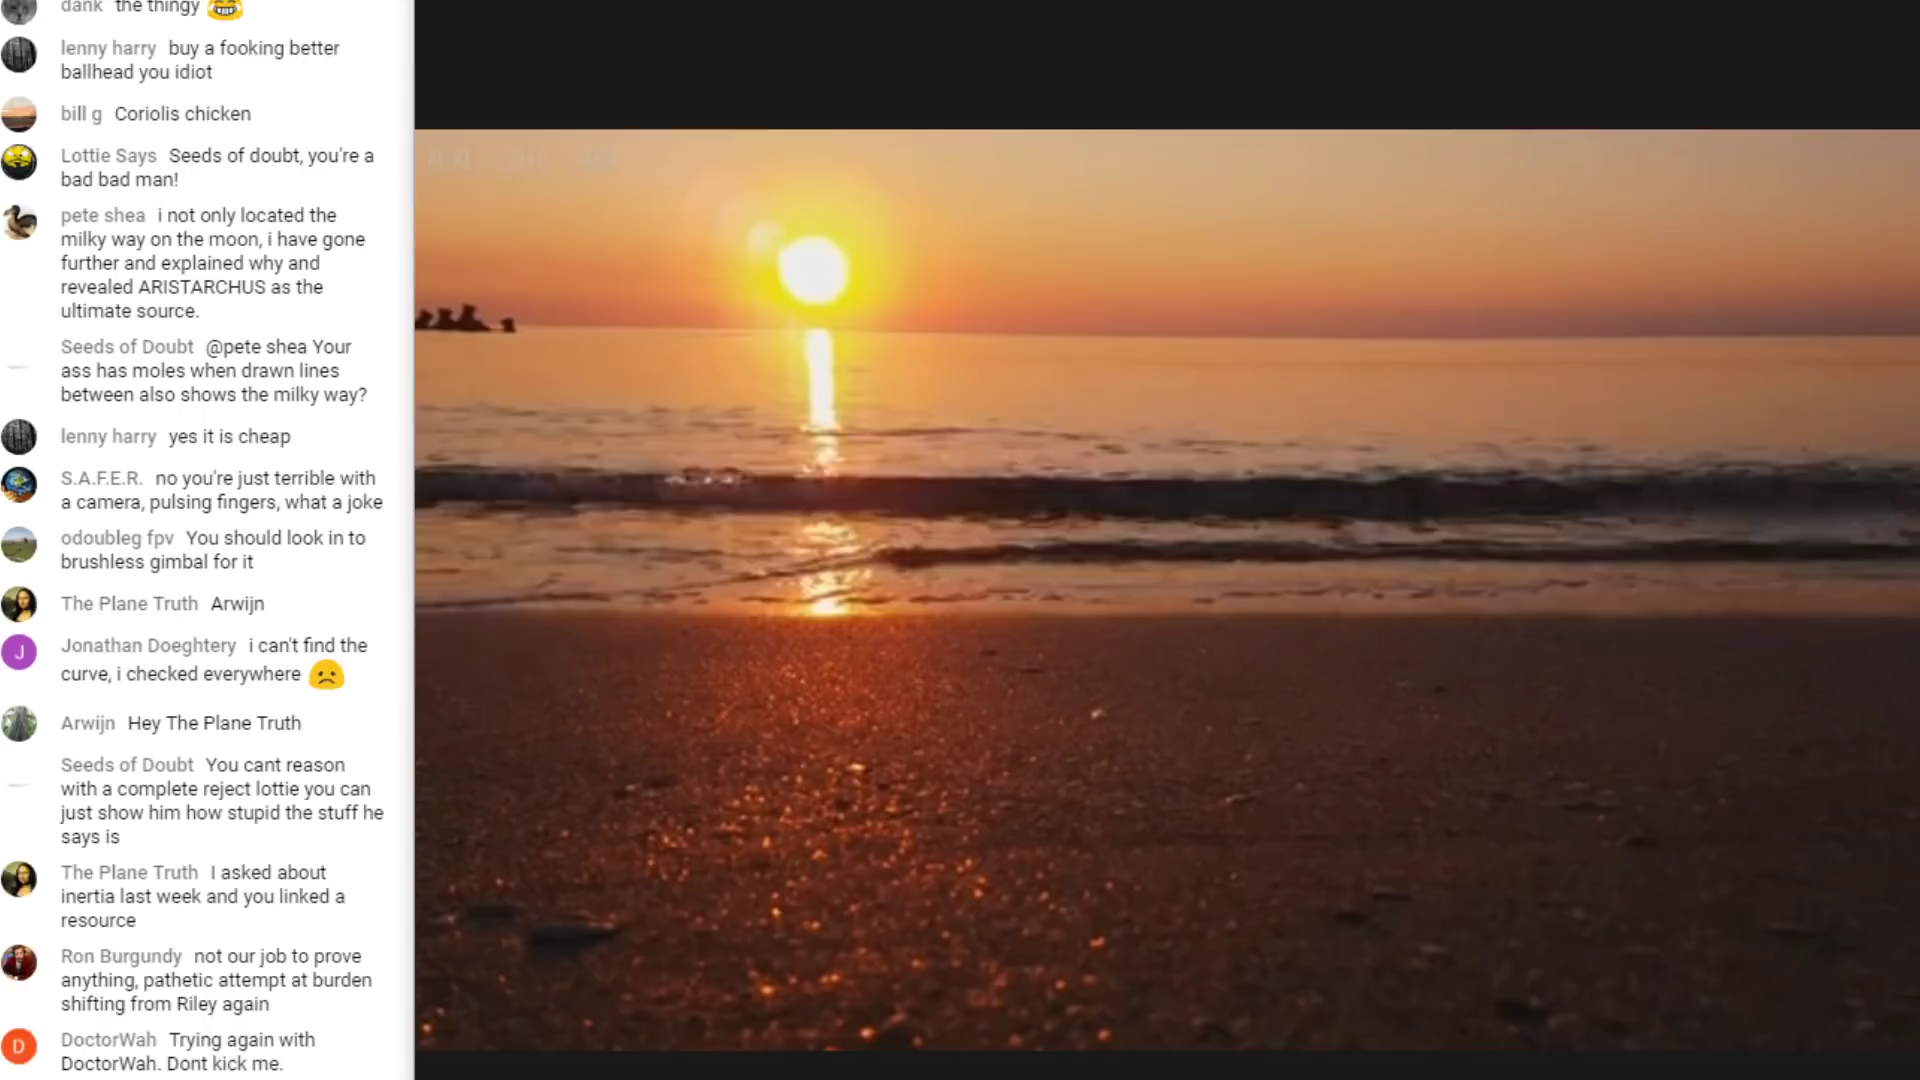 dank the thingy
lenny harry buy a fooking better
ballhead you idiot
bill g Coriolis chicken
Lottie Says Seeds of doubt, you're a
bad bad man!
pete shea i not only located the
milky way on the moon, i have gone
further and explained why and
revealed ARISTARCHUS as the
ultimate source.
Seeds of Doubt @pete shea Your
ass has moles when drawn lines
between also shows the milky way?
lenny harry yes it is cheap
S.A.F.E.R. no you're just terrible with
a camera, pulsing fingers, what a joke
odoubleg fpv You should look in to
brushless gimbal for it
The Plane Truth Arwijn
J
Jonathan Doeghtery i can't find the
curve, i checked everywhere
Arwijn Hey The Plane Truth
Seeds of Doubt You cant reason
with a complete reject lottie you can
just show him how stupid the stuff he
says is
The Plane Truth I asked about
inertia last week and you linked a
resource
Ron Burgundy not our job to prove
anything, pathetic attempt at burden
shifting from Riley again
D
DoctorWah Trying again with
DoctorWah. Dont kick me.